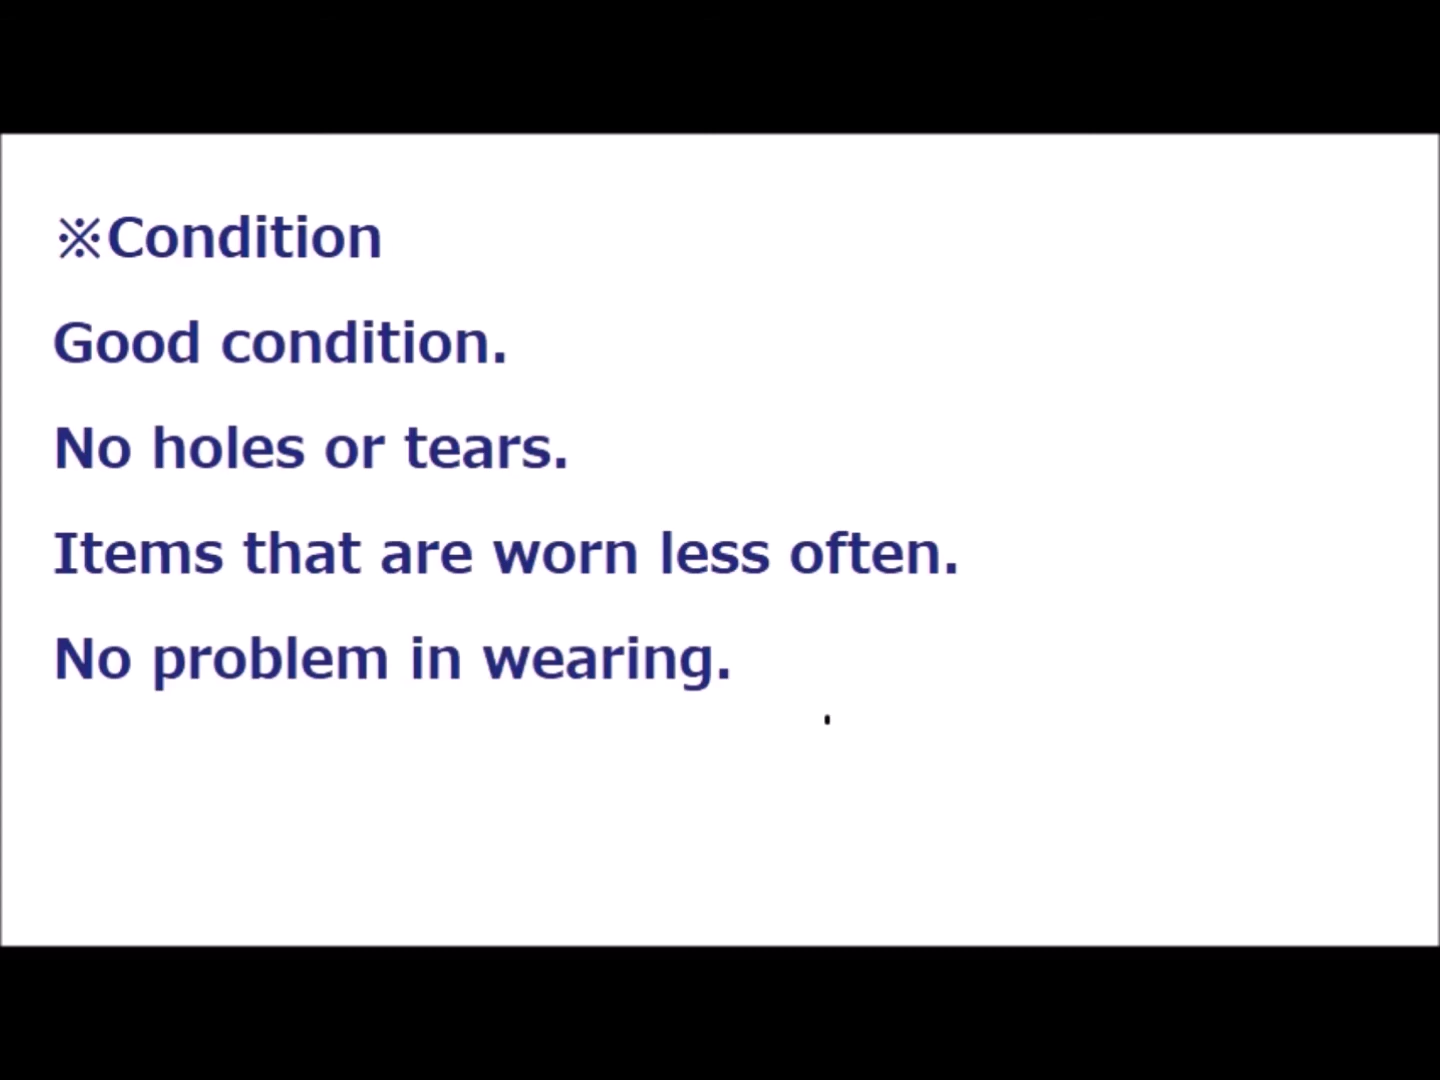 ※Condition
Good condition.
No holes or tears.
Items that are worn less often.
No problem in wearing.